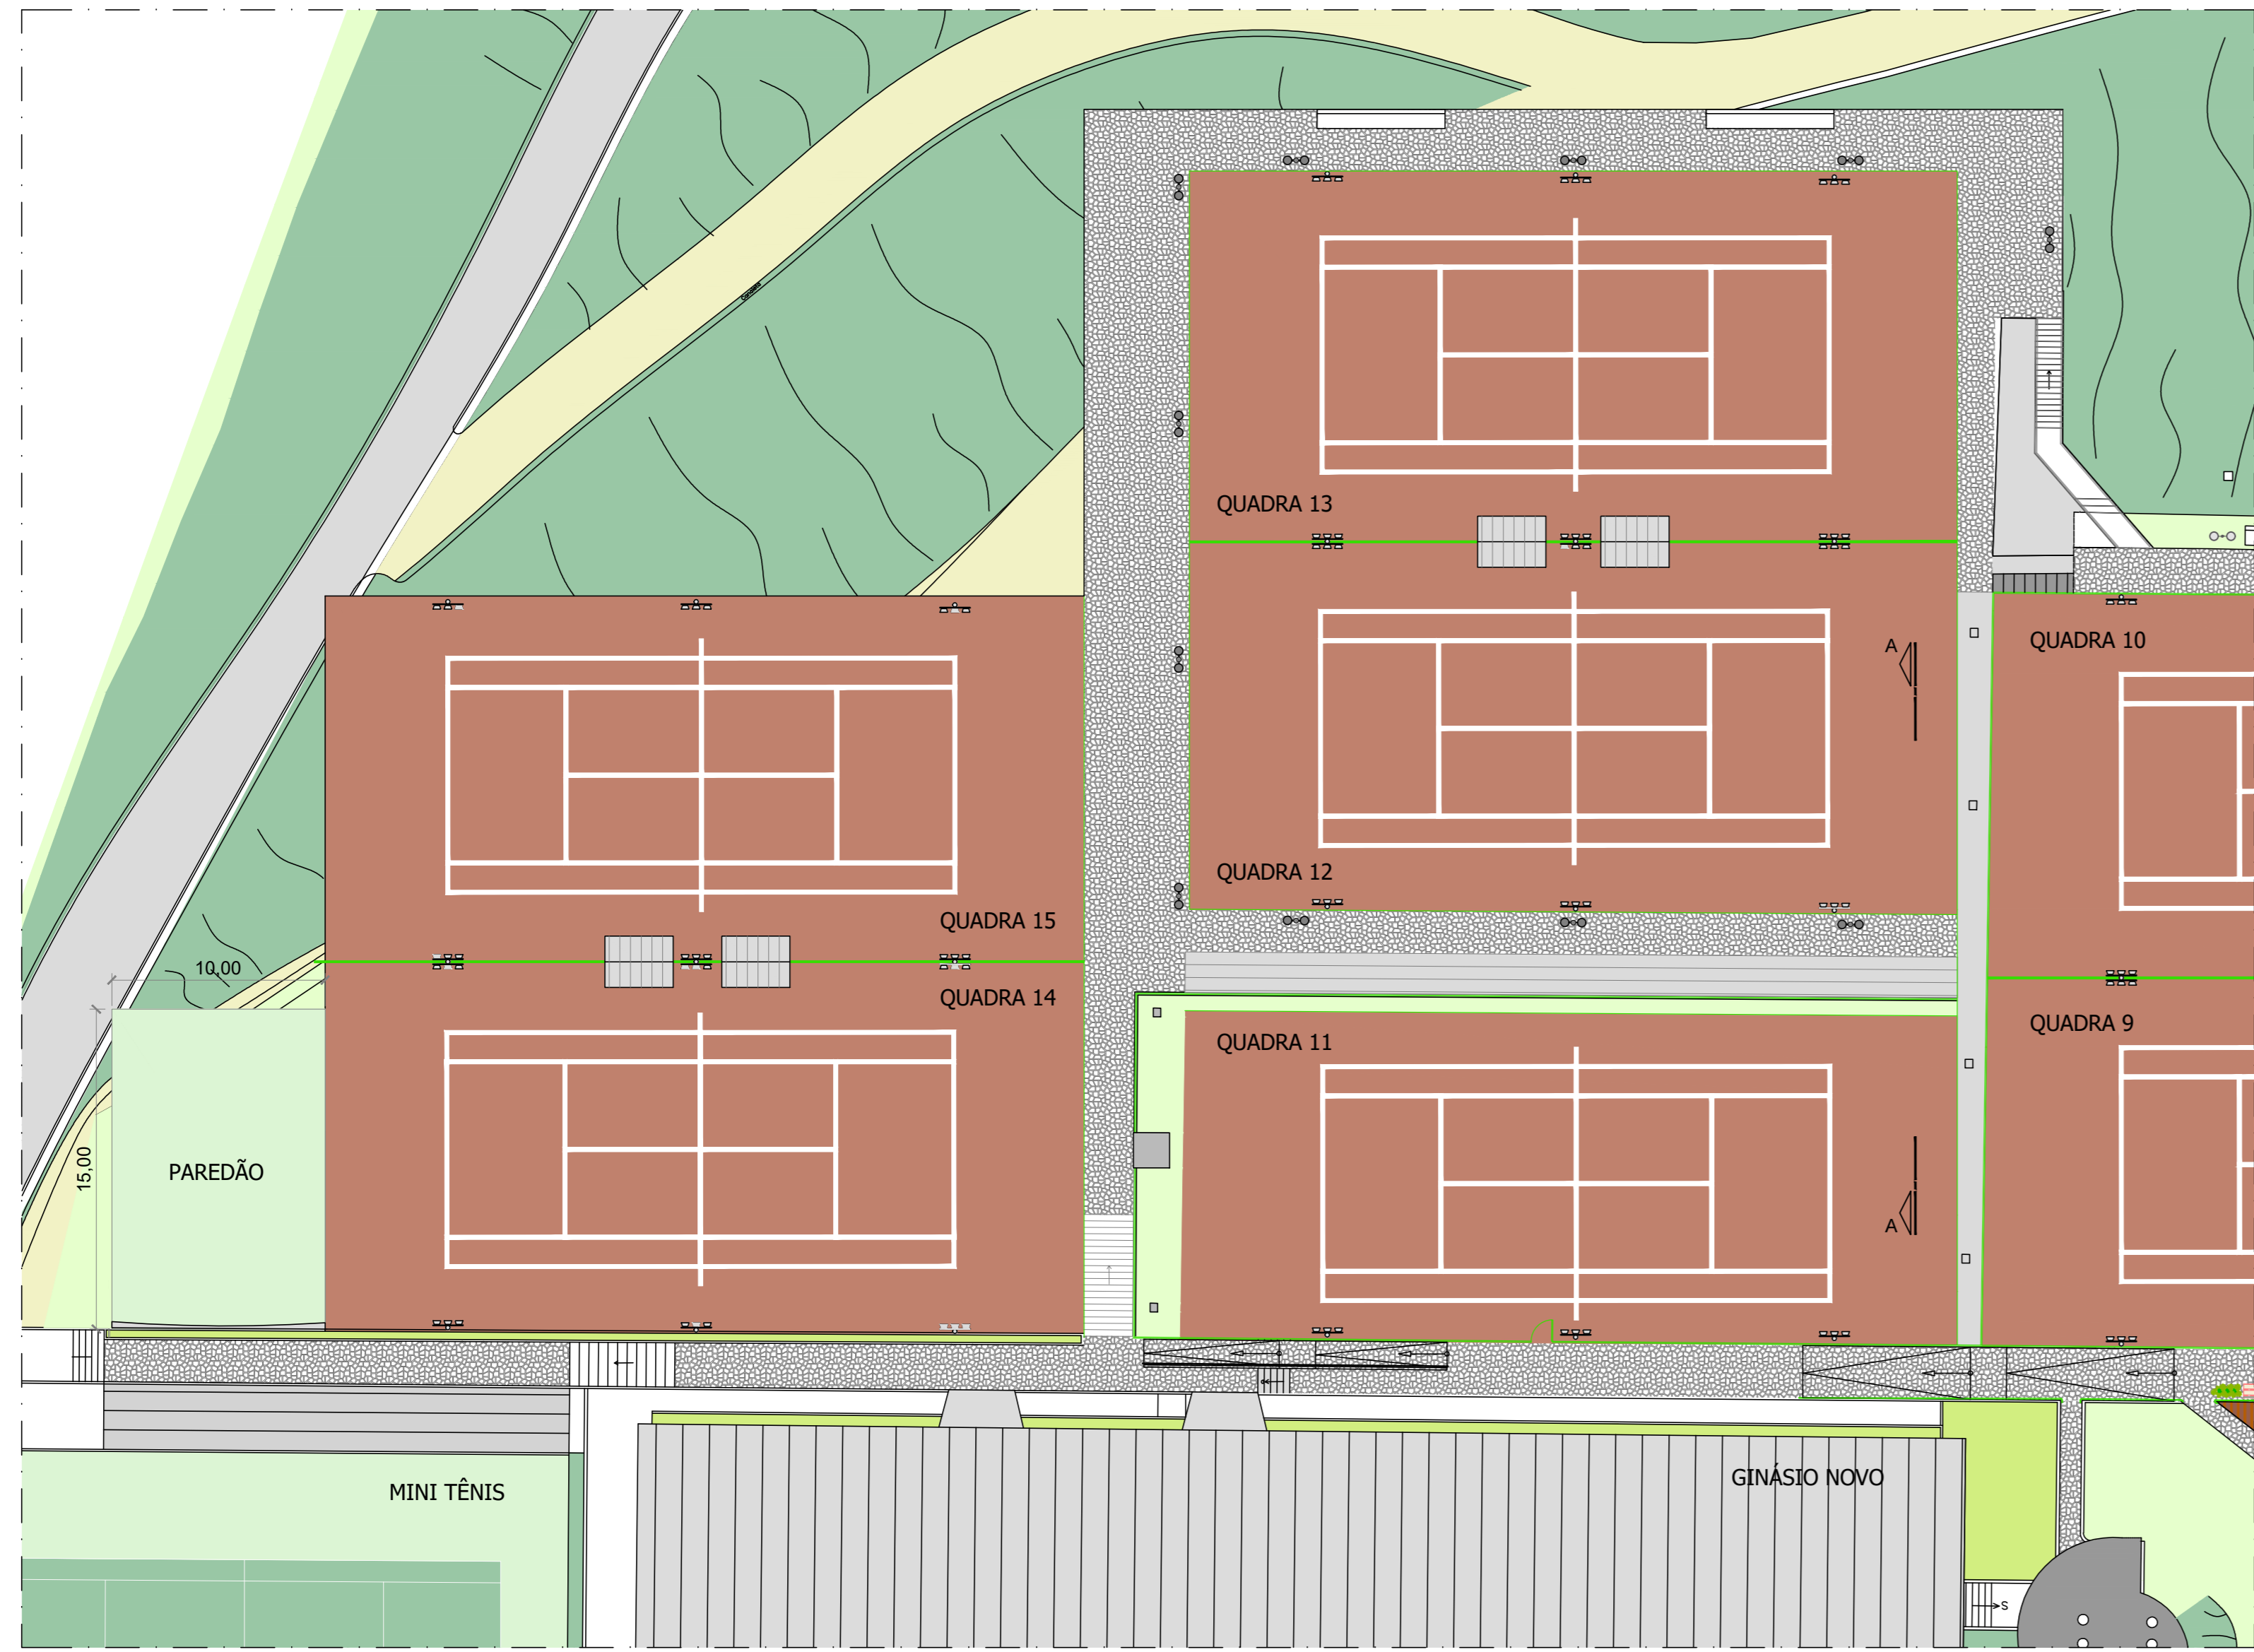 Canaleta
QUADRA 13
QUADRA 10
A
QUADRA 12
QUADRA 15
10,00
QUADRA 14
QUADRA 9
QUADRA 11
15,00
PAREDÃO
A
GINÁSIO NOVO
MINI TÊNIS
S